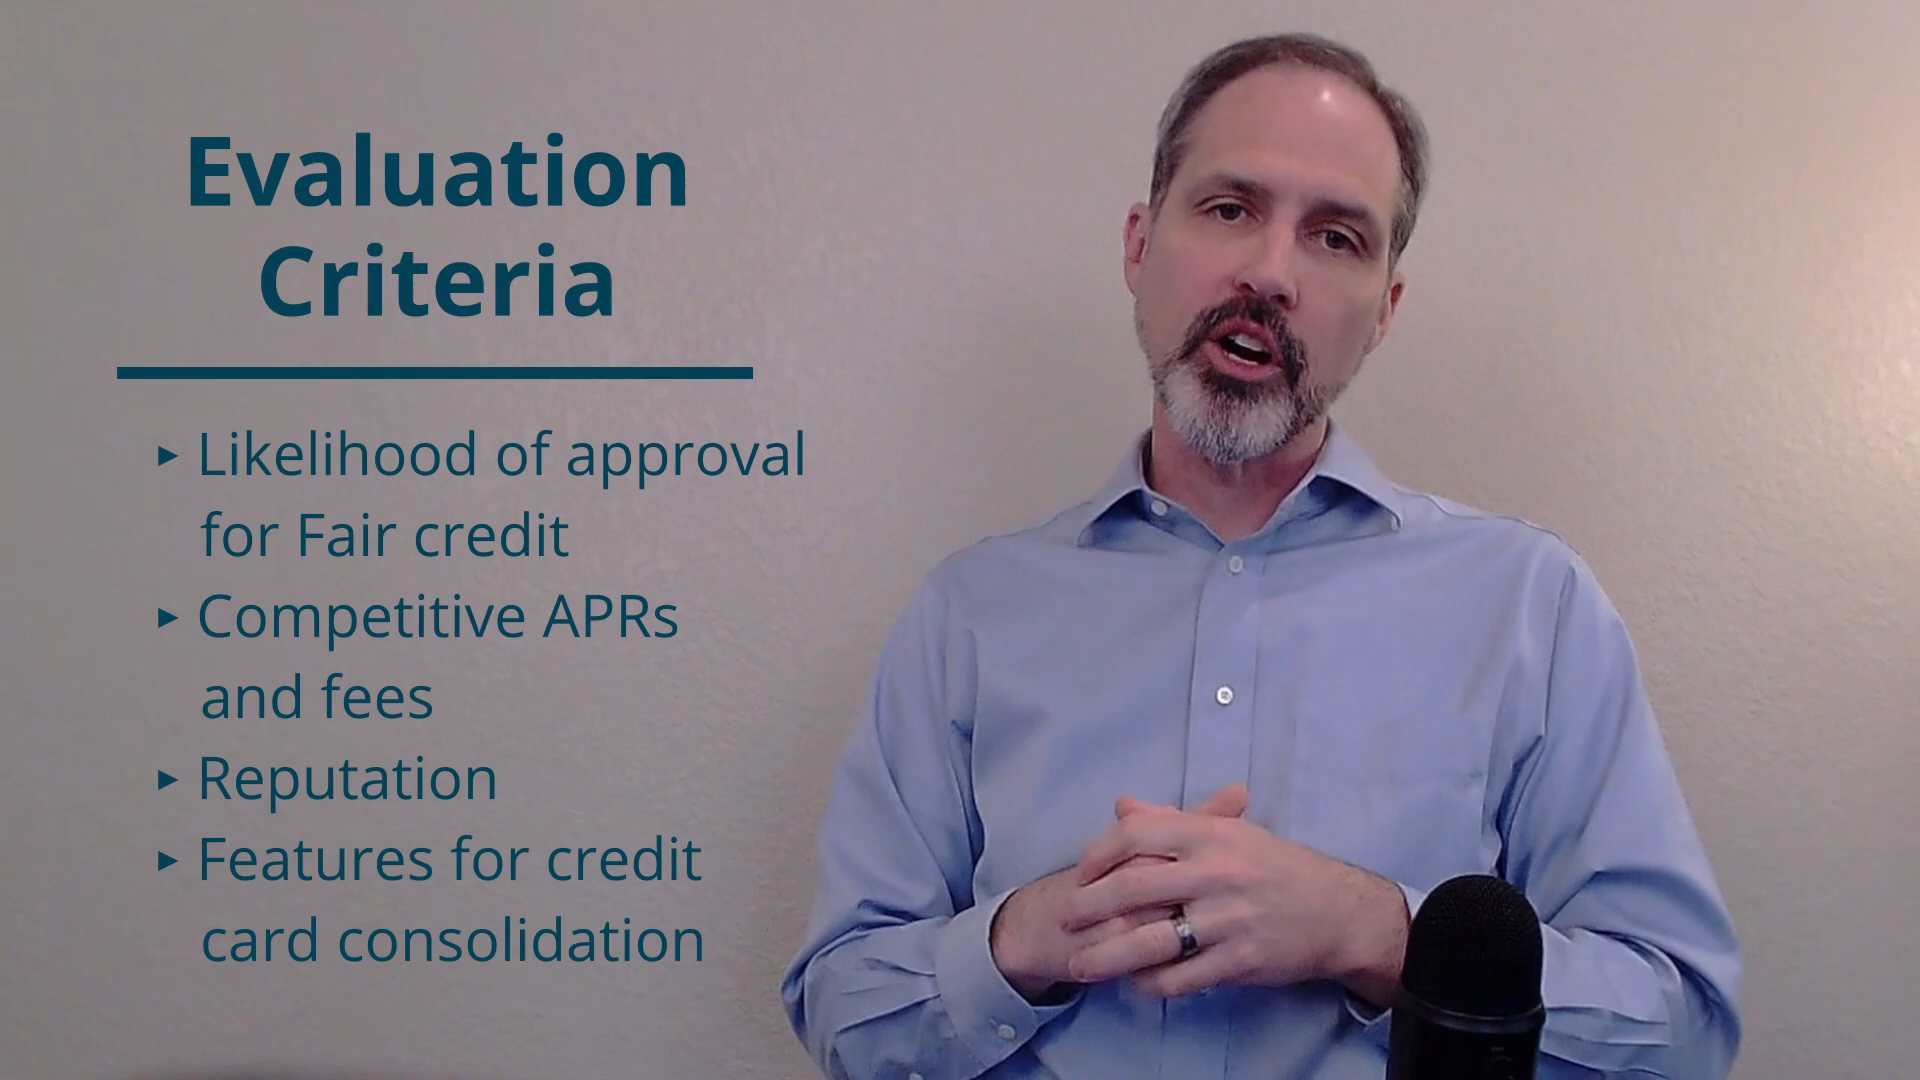 Evaluation
Criteria
▸ Likelihood of approval
for Fair credit
▸ Competitive APRs
and fees
▸ Reputation
▸ Features for credit
card consolidation